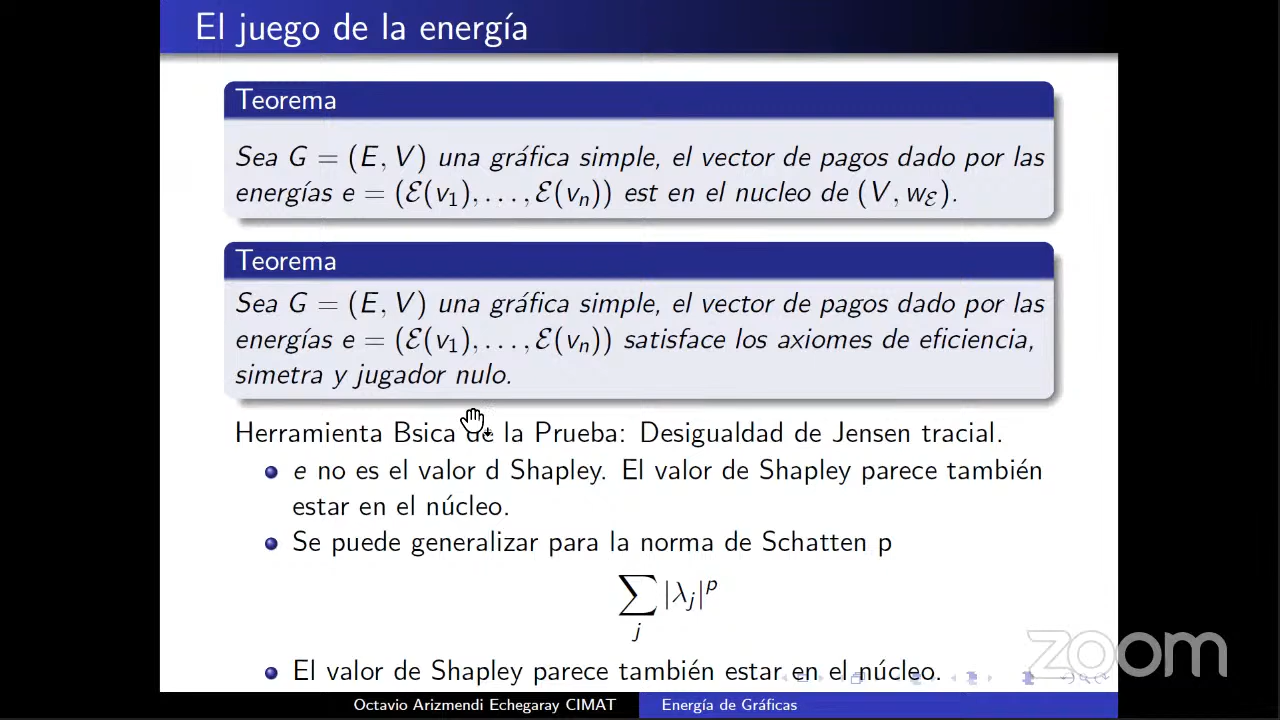 El juego de la energía
Teorema
Sea G = (E, V) una gráfica simple, el vector de pagos dado por las
energías e = (ℰ(v₁), . . . , ℰ(vₙ)) est en el nucleo de (V, w_ℰ).
Teorema
Sea G = (E, V) una gráfica simple, el vector de pagos dado por las
energías e = (ℰ(v₁), . . . , ℰ(vₙ)) satisface los axiomes de eficiencia,
simetra y jugador nulo.
Herramienta Bsica de la Prueba: Desigualdad de Jensen tracial.
e no es el valor d Shapley. El valor de Shapley parece también
estar en el núcleo.
Se puede generalizar para la norma de Schatten p
∑_j |λ_j|^p
El valor de Shapley parece también estar en el núcleo.
zoom
Octavio Arizmendi Echegaray CIMAT Energía de Gráficas